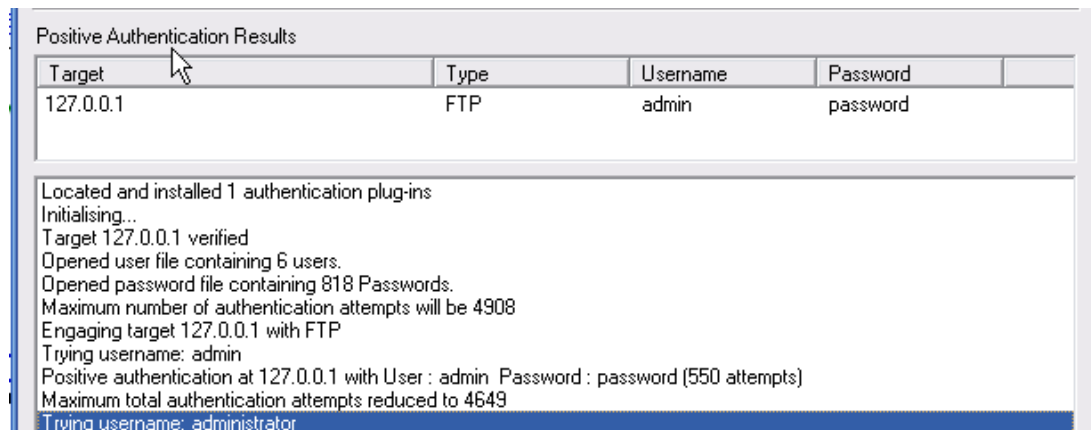 Positive Authentication Results
Target Type Username Password
127.0.0.1 FTP admin password
Located and installed 1 authentication plug-ins
Initialising...
Target 127.0.0.1 verified
Opened user file containing 6 users.
Opened password file containing 818 Passwords.
Maximum number of authentication attempts will be 4908
Engaging target 127.0.0.1 with FTP
Trying username: admin
Positive authentication at 127.0.0.1 with User : admin Password : password (550 attempts)
Maximum total authentication attempts reduced to 4649
Trying username: administrator